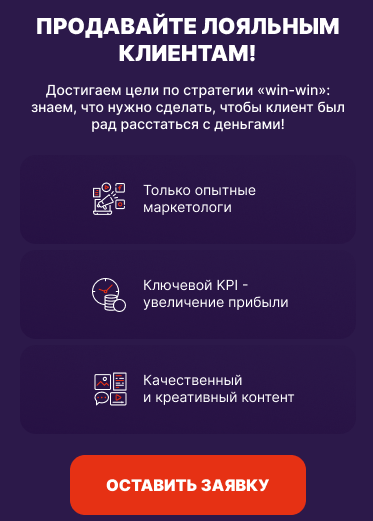 ПРОДАВАЙТЕ ЛОЯЛЬНЫМ
КЛИЕНТАМ!
Достигаем цели по стратегии «win-win»:
знаем, что нужно сделать, чтобы клиент был
рад расстаться с деньгами!
Только опытные
маркетологи
Ключевой KPI -
увеличение прибыли
Качественный
и креативный контент
ОСТАВИТЬ ЗАЯВКУ